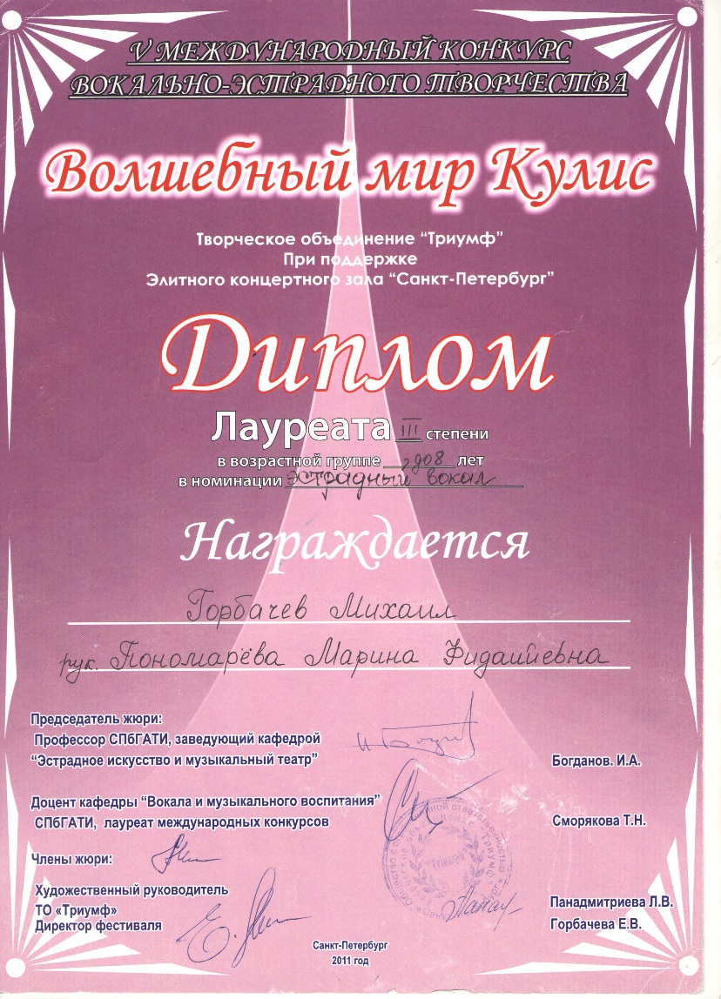 V МЕЖДУНАРОДНЫЙ КОНКУРС
ВОКАЛЬНО-ЭСТРАДНОГО ТВОРЧЕСТВА
Волшебный мир Кулис
Творческое объединение “Триумф”
При поддержке
Элитного концертного зала “Санкт-Петербург”
Диплом
Лауреата III степени
в возрастной группе до 8 лет
в номинации эстрадный вокал
Награждается
Горбачев Михаил
рук. Пономарёва Марина
Председатель жюри:
Профессор СПбГАТИ, заведующий кафедрой
“Эстрадное искусство и музыкальный театр”
Богданов. И.А.
Доцент кафедры “Вокала и музыкального воспитания”
СПбГАТИ, лауреат международных конкурсов
Сморякова Т.Н.
Члены жюри:
Художественный руководитель
ТО «Триумф»
Панадмитриева Л.В.
Директор фестиваля
Горбачева Е.В.
Санкт-Петербург
2011 год